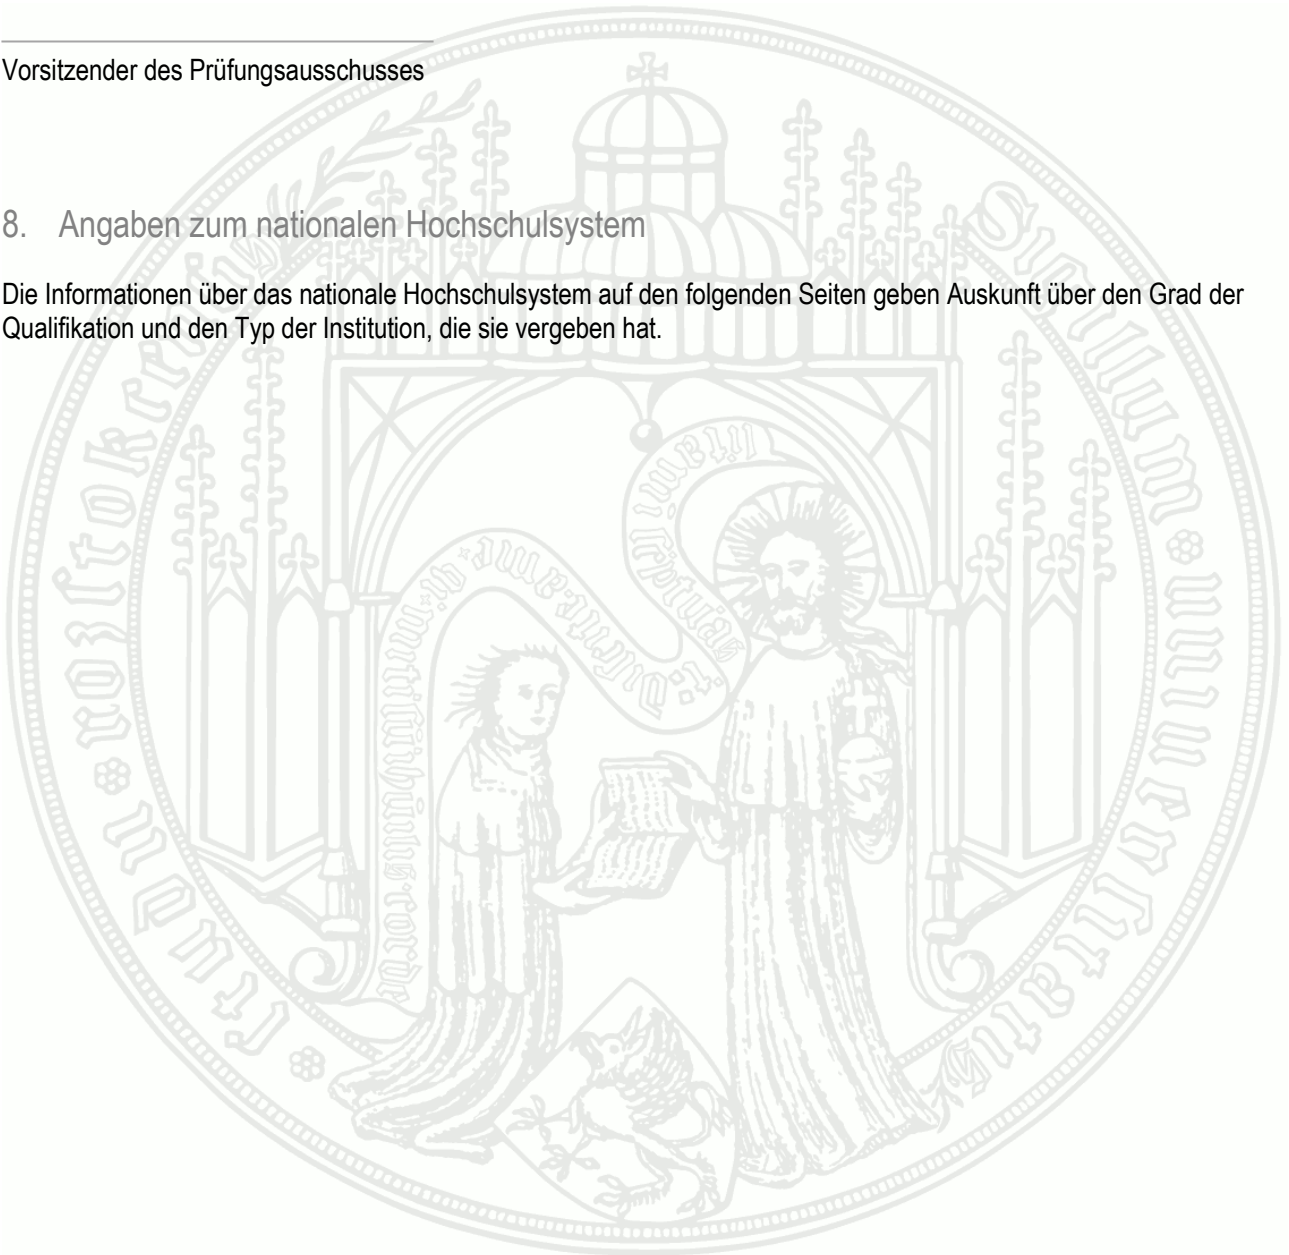 Vorsitzender des Prüfungsausschusses
8. Angaben zum nationalen Hochschulsystem
Die Informationen über das nationale Hochschulsystem auf den folgenden Seiten geben Auskunft über den Grad der
Qualifikation und den Typ der Institution, die sie vergeben hat.